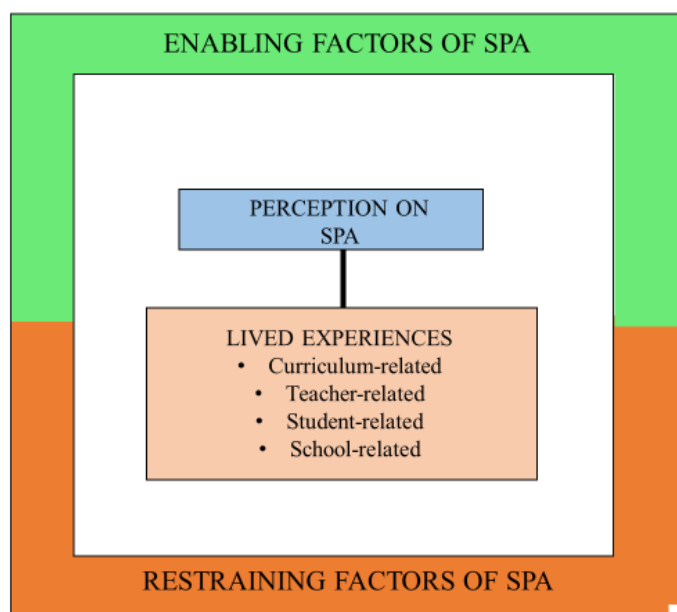 ENABLING FACTORS OF SPA
PERCEPTION ON
SPA
LIVED EXPERIENCES
• Curriculum-related
• Teacher-related
• Student-related
• School-related
RESTRAINING FACTORS OF SPA